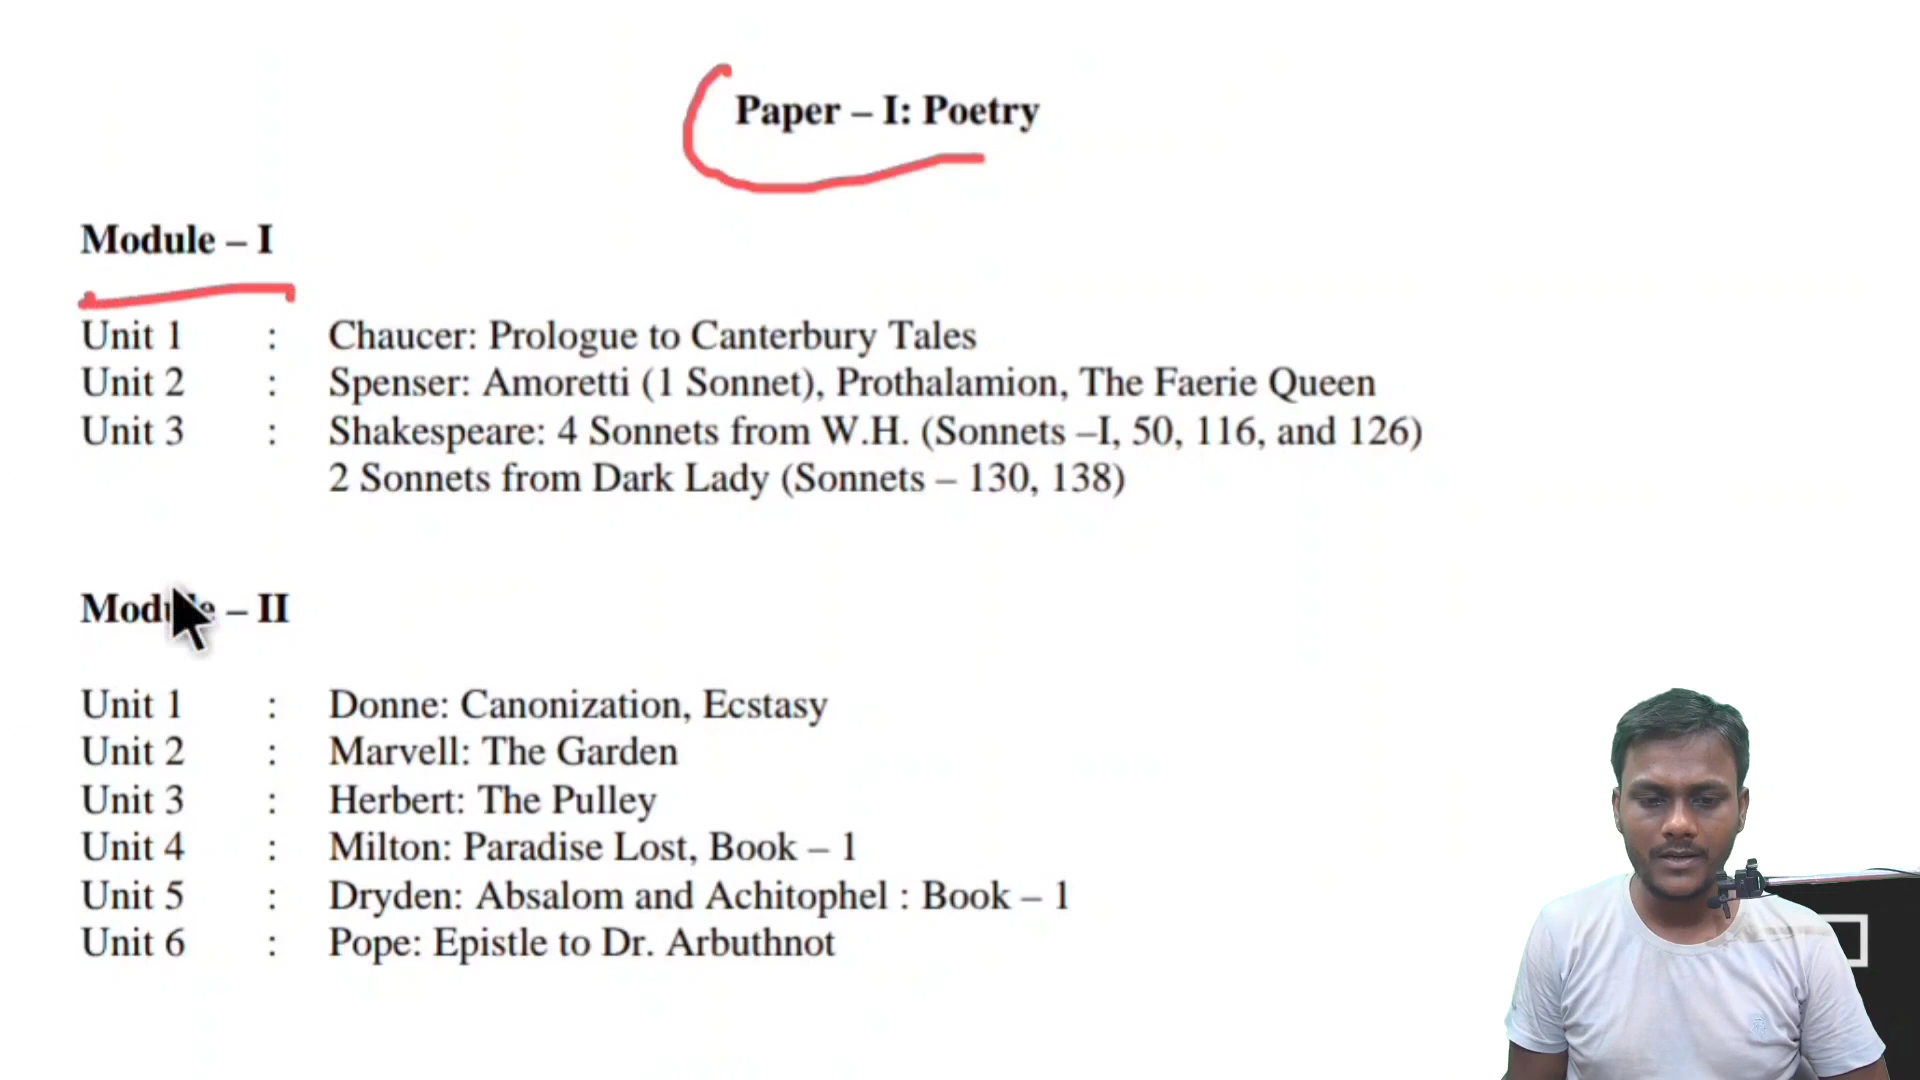 Paper – I: Poetry
Module – I
Unit 1 : Chaucer: Prologue to Canterbury Tales
Unit 2 : Spenser: Amoretti (1 Sonnet), Prothalamion, The Faerie Queen
Unit 3 : Shakespeare: 4 Sonnets from W.H. (Sonnets –I, 50, 116, and 126)
2 Sonnets from Dark Lady (Sonnets – 130, 138)
Module – II
Unit 1 : Donne: Canonization, Ecstasy
Unit 2 : Marvell: The Garden
Unit 3 : Herbert: The Pulley
Unit 4 : Milton: Paradise Lost, Book – 1
Unit 5 : Dryden: Absalom and Achitophel : Book – 1
Unit 6 : Pope: Epistle to Dr. Arbuthnot